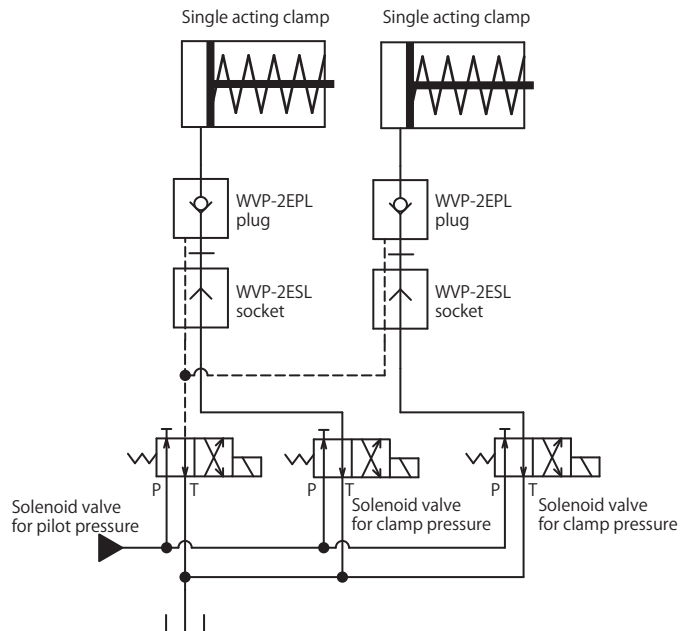 Single acting clamp
Single acting clamp
WVP-2EPL
plug
WVP-2EPL
plug
WVP-2ESL
socket
WVP-2ESL
socket
P
T
P
T
P
T
Solenoid valve
for pilot pressure
Solenoid valve
for clamp pressure
Solenoid valve
for clamp pressure